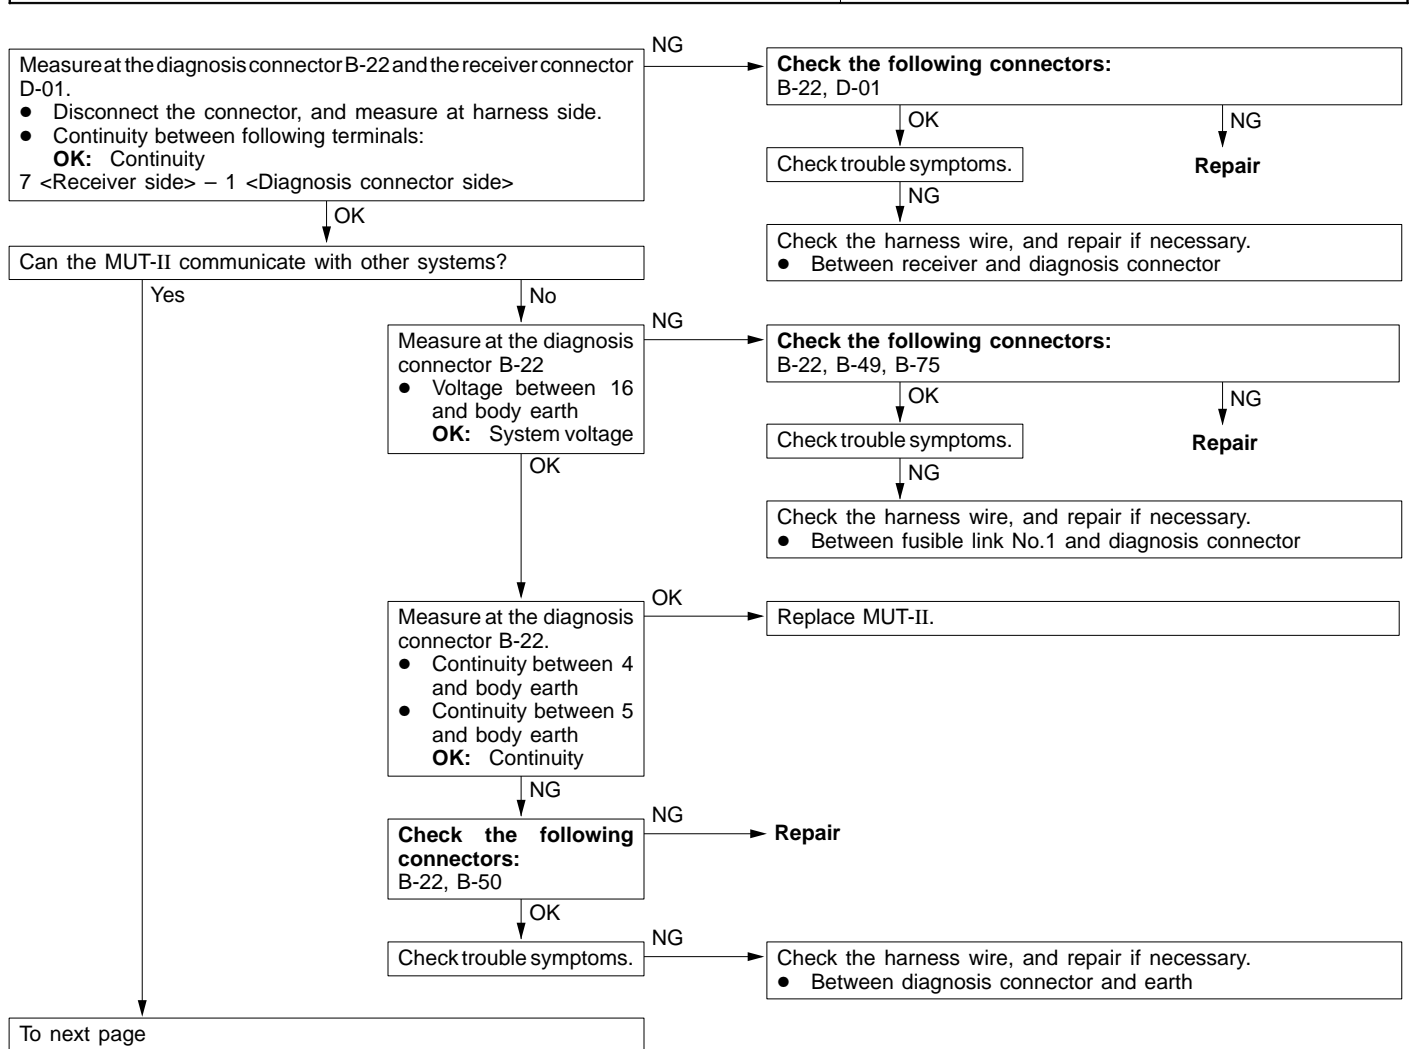 Measure at the diagnosis connector B-22 and the receiver connector
D-01.
● Disconnect the connector, and measure at harness side.
● Continuity between following terminals:
OK: Continuity
7 <Receiver side> – 1 <Diagnosis connector side>
NG
Check the following connectors:
B-22, D-01
OK
NG
Check trouble symptoms.
Repair
NG
Check the harness wire, and repair if necessary.
● Between receiver and diagnosis connector
OK
Can the MUT-II communicate with other systems?
Yes
No
Measure at the diagnosis
connector B-22
● Voltage between 16
and body earth
OK: System voltage
NG
Check the following connectors:
B-22, B-49, B-75
OK
NG
Check trouble symptoms.
Repair
NG
Check the harness wire, and repair if necessary.
● Between fusible link No.1 and diagnosis connector
OK
Measure at the diagnosis
connector B-22.
● Continuity between 4
and body earth
● Continuity between 5
and body earth
OK: Continuity
OK
Replace MUT-II.
NG
Check the following
connectors:
B-22, B-50
NG
Repair
OK
Check trouble symptoms.
NG
Check the harness wire, and repair if necessary.
● Between diagnosis connector and earth
To next page